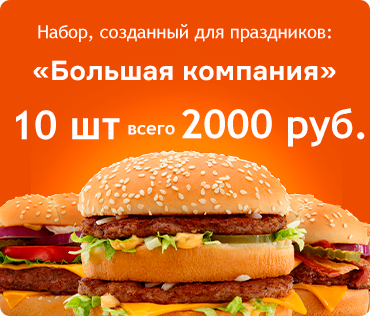 Набор, созданный для праздников:
«Большая компания»
10 шт всего 2000 руб.